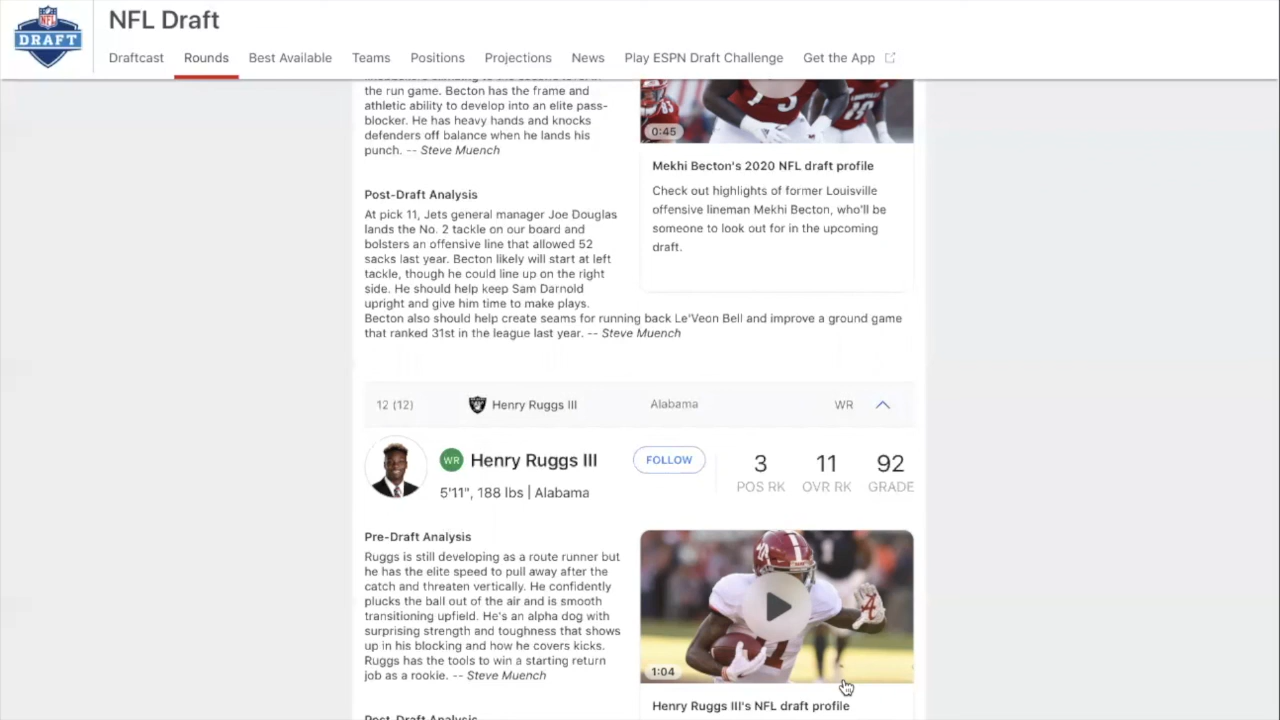 NFL
DRAFT
NFL Draft
Draftcast Rounds Best Available Teams Positions Projections News Play ESPN Draft Challenge Get the App
the run game. Becton has the frame and
athletic ability to develop into an elite pass-
blocker. He has heavy hands and knocks
defenders off balance when he lands his
punch. -- Steve Muench
0:45
Mekhi Becton's 2020 NFL draft profile
Check out highlights of former Louisville
offensive lineman Mekhi Becton, who'll be
someone to look out for in the upcoming
draft.
Post-Draft Analysis
At pick 11, Jets general manager Joe Douglas
lands the No. 2 tackle on our board and
bolsters an offensive line that allowed 52
sacks last year. Becton likely will start at left
tackle, though he could line up on the right
side. He should help keep Sam Darnold
upright and give him time to make plays.
Becton also should help create seams for running back Le'Veon Bell and improve a ground game
that ranked 31st in the league last year. -- Steve Muench
12 (12) Henry Ruggs III Alabama WR
WR Henry Ruggs III FOLLOW
5'11", 188 lbs | Alabama
3 11 92
POS RK OVR RK GRADE
Pre-Draft Analysis
Ruggs is still developing as a route runner but
he has the elite speed to pull away after the
catch and threaten vertically. He confidently
plucks the ball out of the air and is smooth
transitioning upfield. He's an alpha dog with
surprising strength and toughness that shows
up in his blocking and how he covers kicks.
Ruggs has the tools to win a starting return
job as a rookie. -- Steve Muench
1:04
Henry Ruggs III's NFL draft profile
Post-Draft Analysis